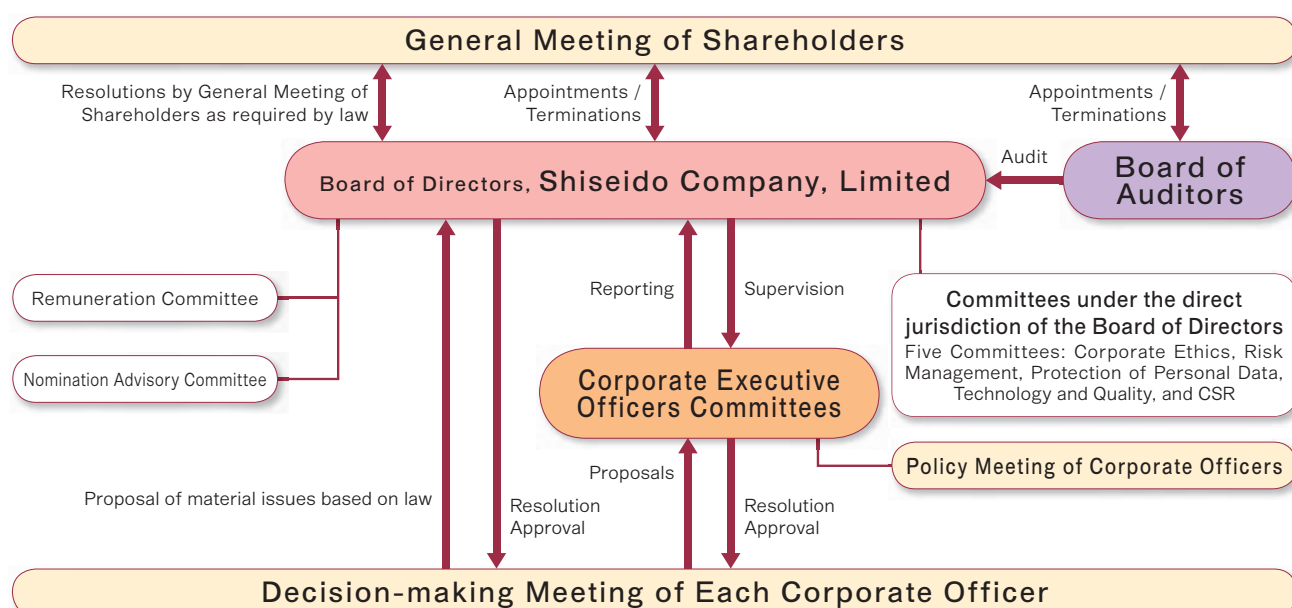 General Meeting of Shareholders
Resolutions by General Meeting of
Shareholders as required by law
Appointments /
Terminations
Appointments /
Terminations
Board of Directors, Shiseido Company, Limited
Audit
Board of
Auditors
Remuneration Committee
Nomination Advisory Committee
Reporting
Supervision
Committees under the direct
jurisdiction of the Board of Directors
Five Committees: Corporate Ethics, Risk
Management, Protection of Personal Data,
Technology and Quality, and CSR
Corporate Executive
Officers Committees
Policy Meeting of Corporate Officers
Proposal of material issues based on law
Resolution
Approval
Proposals
Resolution
Approval
Decision-making Meeting of Each Corporate Officer